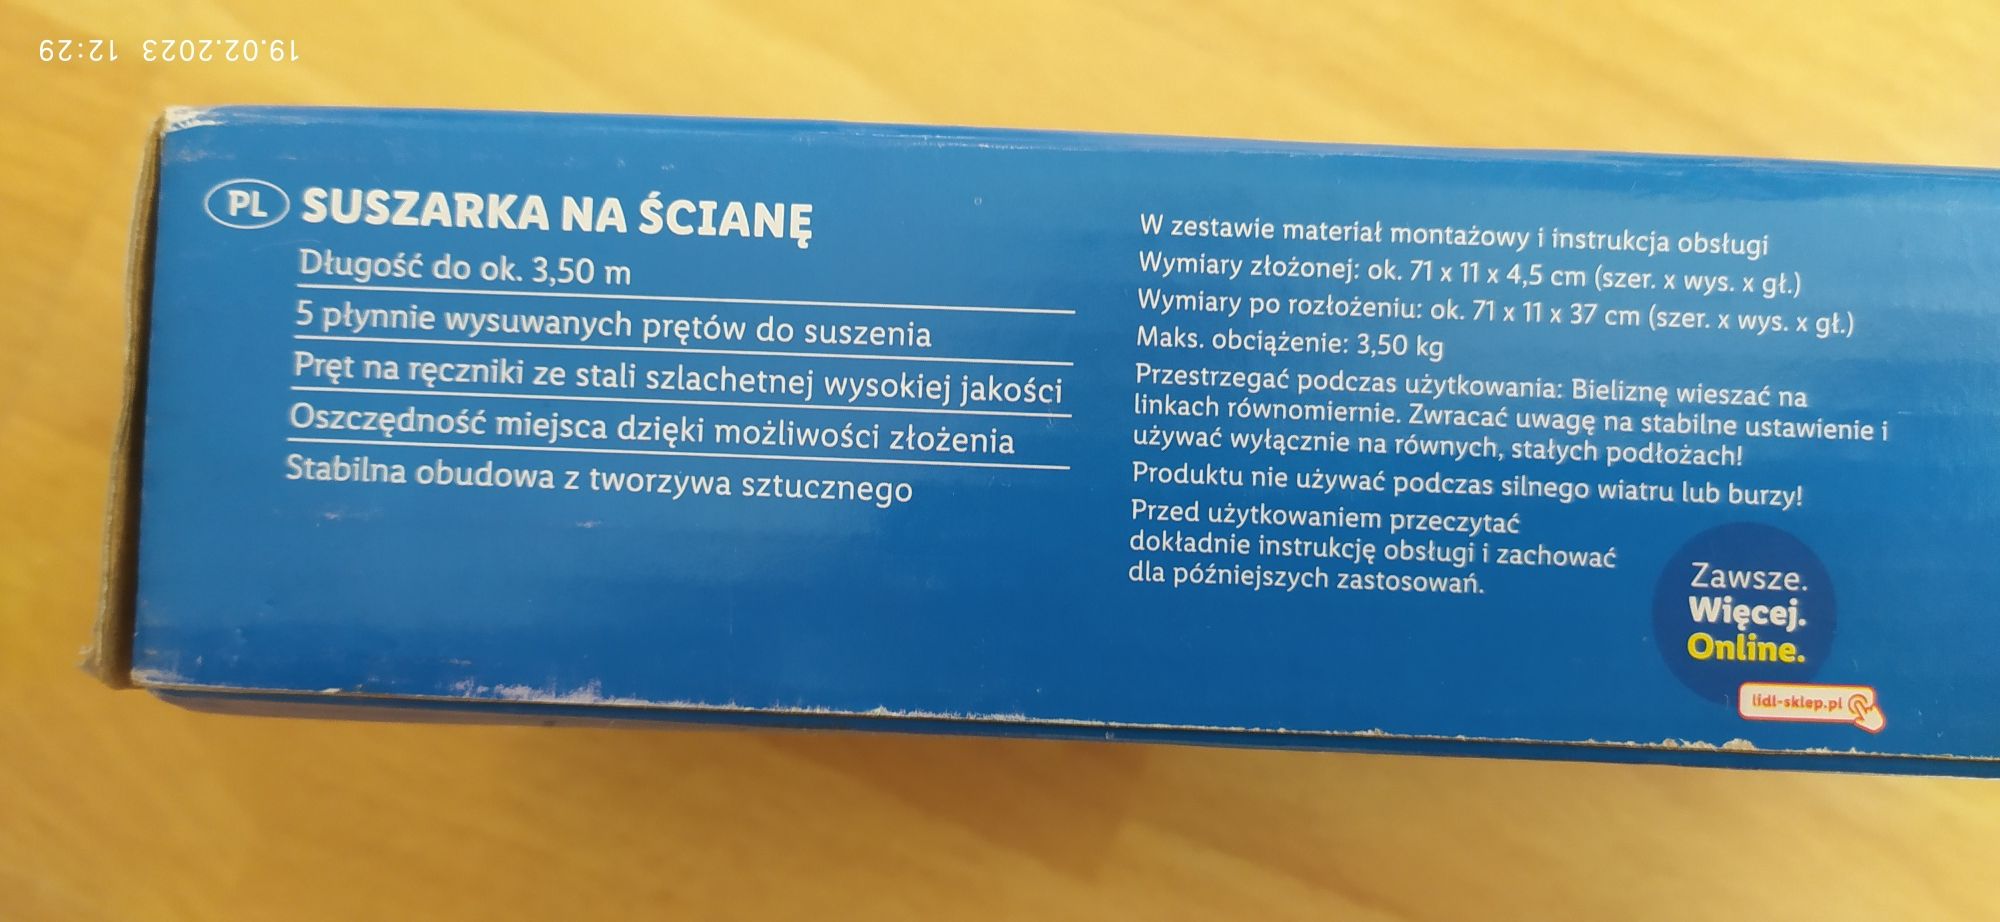 19.02.2023 12:29
PL SUSZARKA NA ŚCIANĘ
Długość do ok. 3,50 m
5 płynnie wysuwanych prętów do suszenia
Pręt na ręczniki ze stali szlachetnej wysokiej jakości
Oszczędność miejsca dzięki możliwości złożenia
Stabilna obudowa z tworzywa sztucznego
W zestawie materiał montażowy i instrukcja obsługi
Wymiary złożonej: ok. 71 x 11 x 4,5 cm (szer. x wys. x gł.)
Wymiary po rozłożeniu: ok. 71 x 11 x 37 cm (szer. x wys. x gł.)
Maks. obciążenie: 3,50 kg
Przestrzegać podczas użytkowania: Bieliznę wieszać na
linkach równomiernie. Zwracać uwagę na stabilne ustawienie i
używać wyłącznie na równych, stałych podłożach!
Produktu nie używać podczas silnego wiatru lub burzy!
Przed użytkowaniem przeczytać
dokładnie instrukcję obsługi i zachować
dla późniejszych zastosowań.
Zawsze.
Więcej.
Online.
lidl-sklep.pl